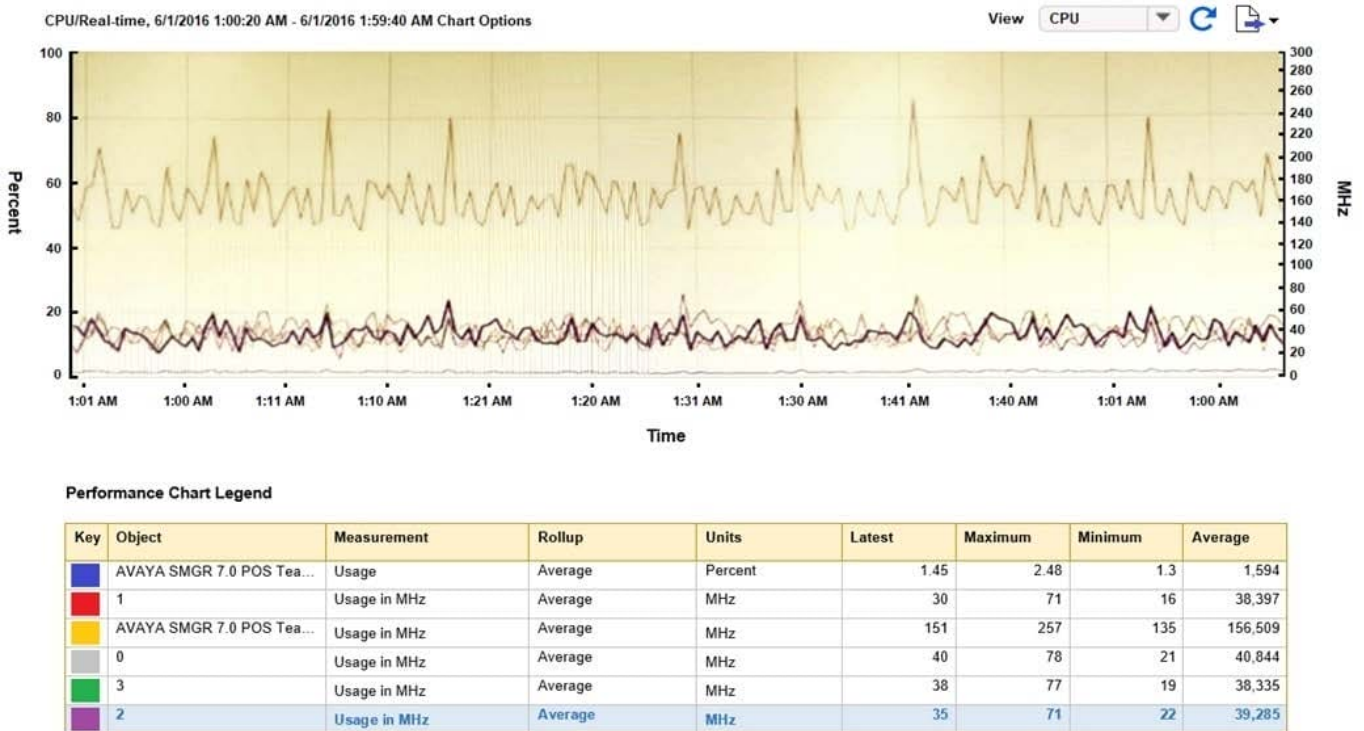 CPU/Real-time, 6/1/2016 1:00:20 AM - 6/1/2016 1:59:40 AM Chart Options
View CPU
100 300
280
260
80 240
220
200
60 180
160
140
40 120
100
80
20 60
40
20
0 0
Percent
MHz
1:01 AM 1:00 AM 1:11 AM 1:10 AM 1:21 AM 1:20 AM 1:31 AM 1:30 AM 1:41 AM 1:40 AM 1:01 AM 1:00 AM
Time
Performance Chart Legend
Key Object Measurement Rollup Units Latest Maximum Minimum Average
AVAYA SMGR 7.0 POS Tea... Usage Average Percent 1.45 2.48 1.3 1,594
1 Usage in MHz Average MHz 30 71 16 38,397
AVAYA SMGR 7.0 POS Tea... Usage in MHz Average MHz 151 257 135 156,509
0 Usage in MHz Average MHz 40 78 21 40,844
3 Usage in MHz Average MHz 38 77 19 38,335
2 Usage in MHz Average MHz 35 71 22 39,285